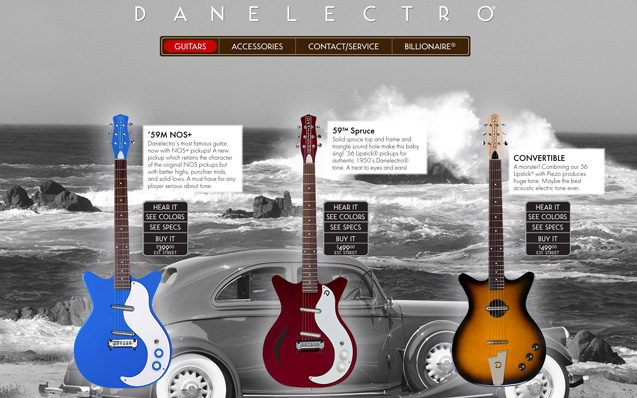 DANELECTRO®
GUITARS
ACCESSORIES
CONTACT/SERVICE
BILLIONAIRE®
'59M NOS+
Danelectro's most famous guitar,
now with NOS+ pickups! A new
pickup which retains the character
of the original NOS pickups but
with better highs, punchier mids,
and solid lows. A must have for any
player serious about tone.
HEAR IT
SEE COLORS
SEE SPECS
BUY IT
$399⁰⁰
EST. STREET
59™ Spruce
Solid spruce top and frame and
triangle sound hole make this baby
sing! '56 Lipstick® pickups for
authentic 1950's Danelectro®
tone. A treat to eyes and ears!
HEAR IT
SEE COLORS
SEE SPECS
BUY IT
$499⁰⁰
EST. STREET
CONVERTIBLE
A monster! Combining our 56
Lipstick® with Piezo produces
huge tone. Maybe the best
acoustic electric tone ever.
HEAR IT
SEE COLORS
SEE SPECS
BUY IT
$499⁰⁰
EST. STREET